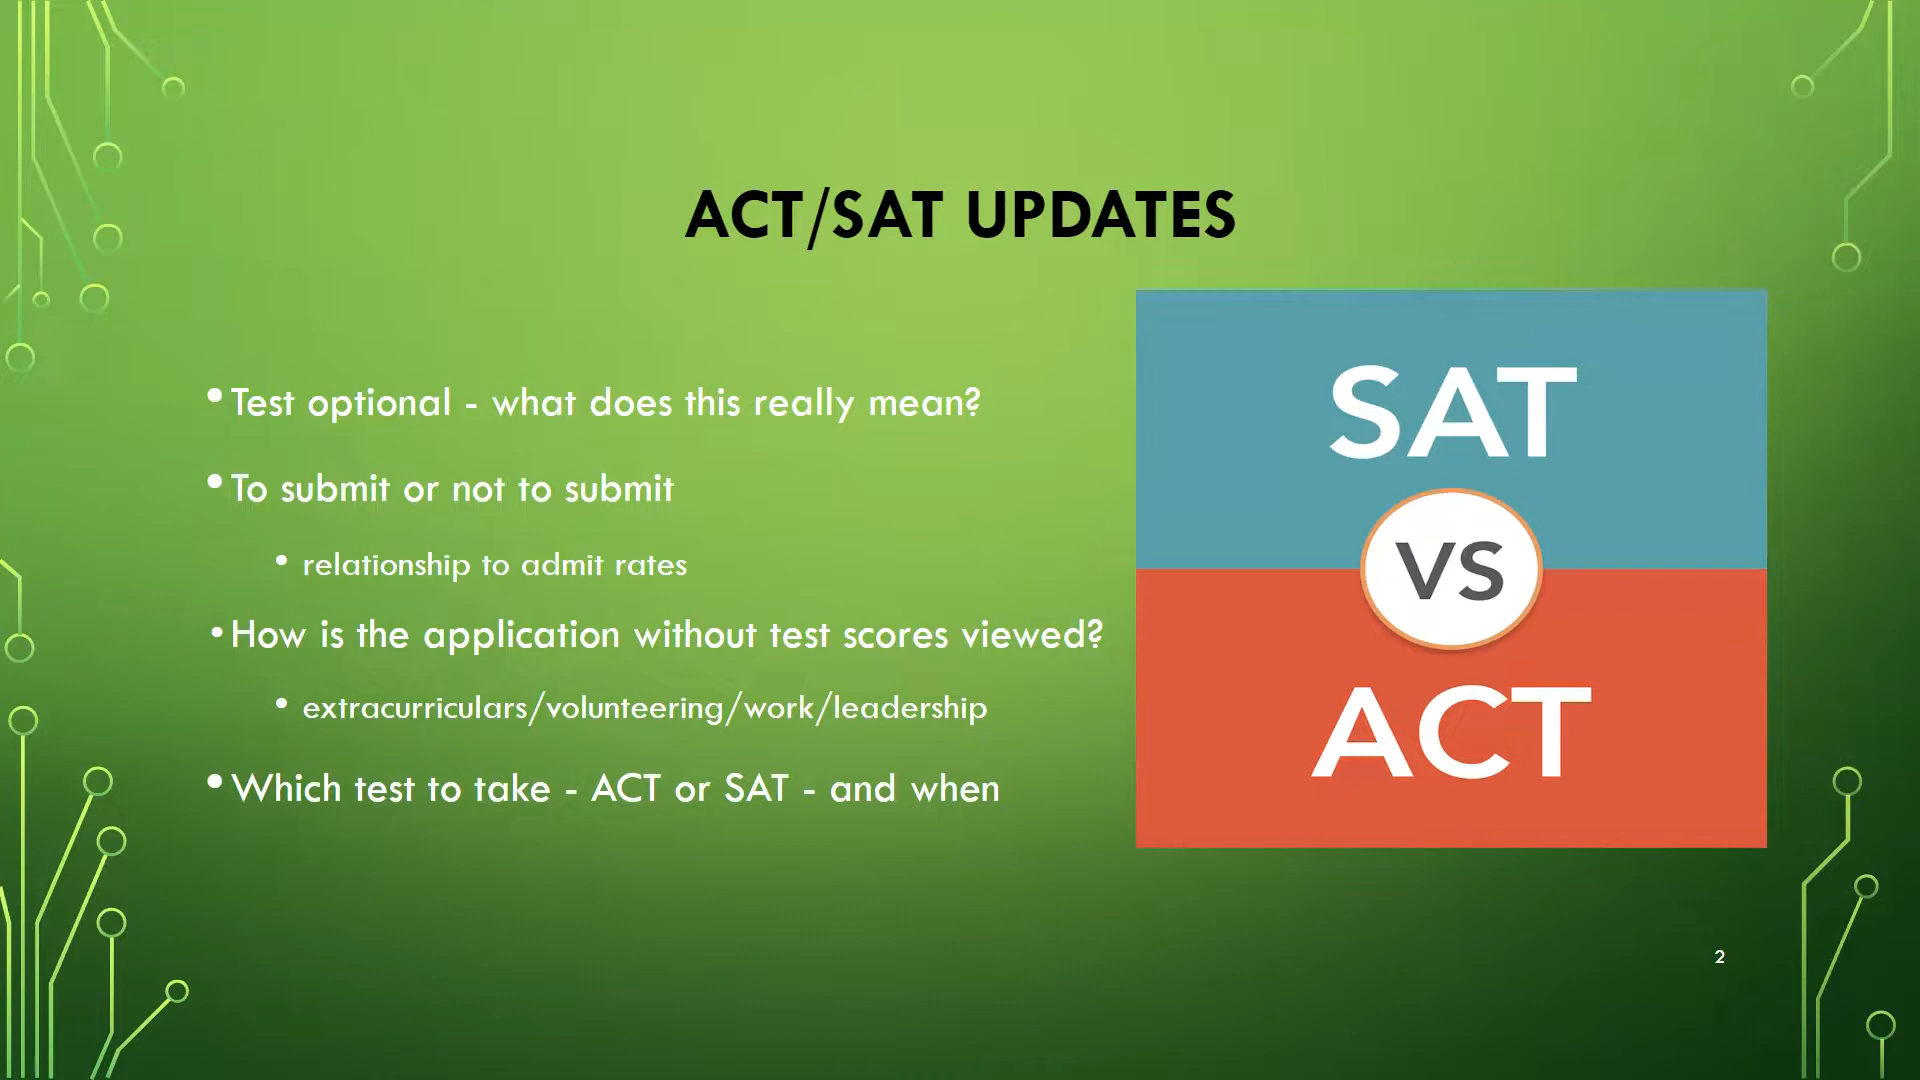 ACT/SAT UPDATES
• Test optional - what does this really mean?
• To submit or not to submit
• relationship to admit rates
• How is the application without test scores viewed?
• extracurriculars/volunteering/work/leadership
• Which test to take - ACT or SAT - and when
SAT
VS
ACT
2